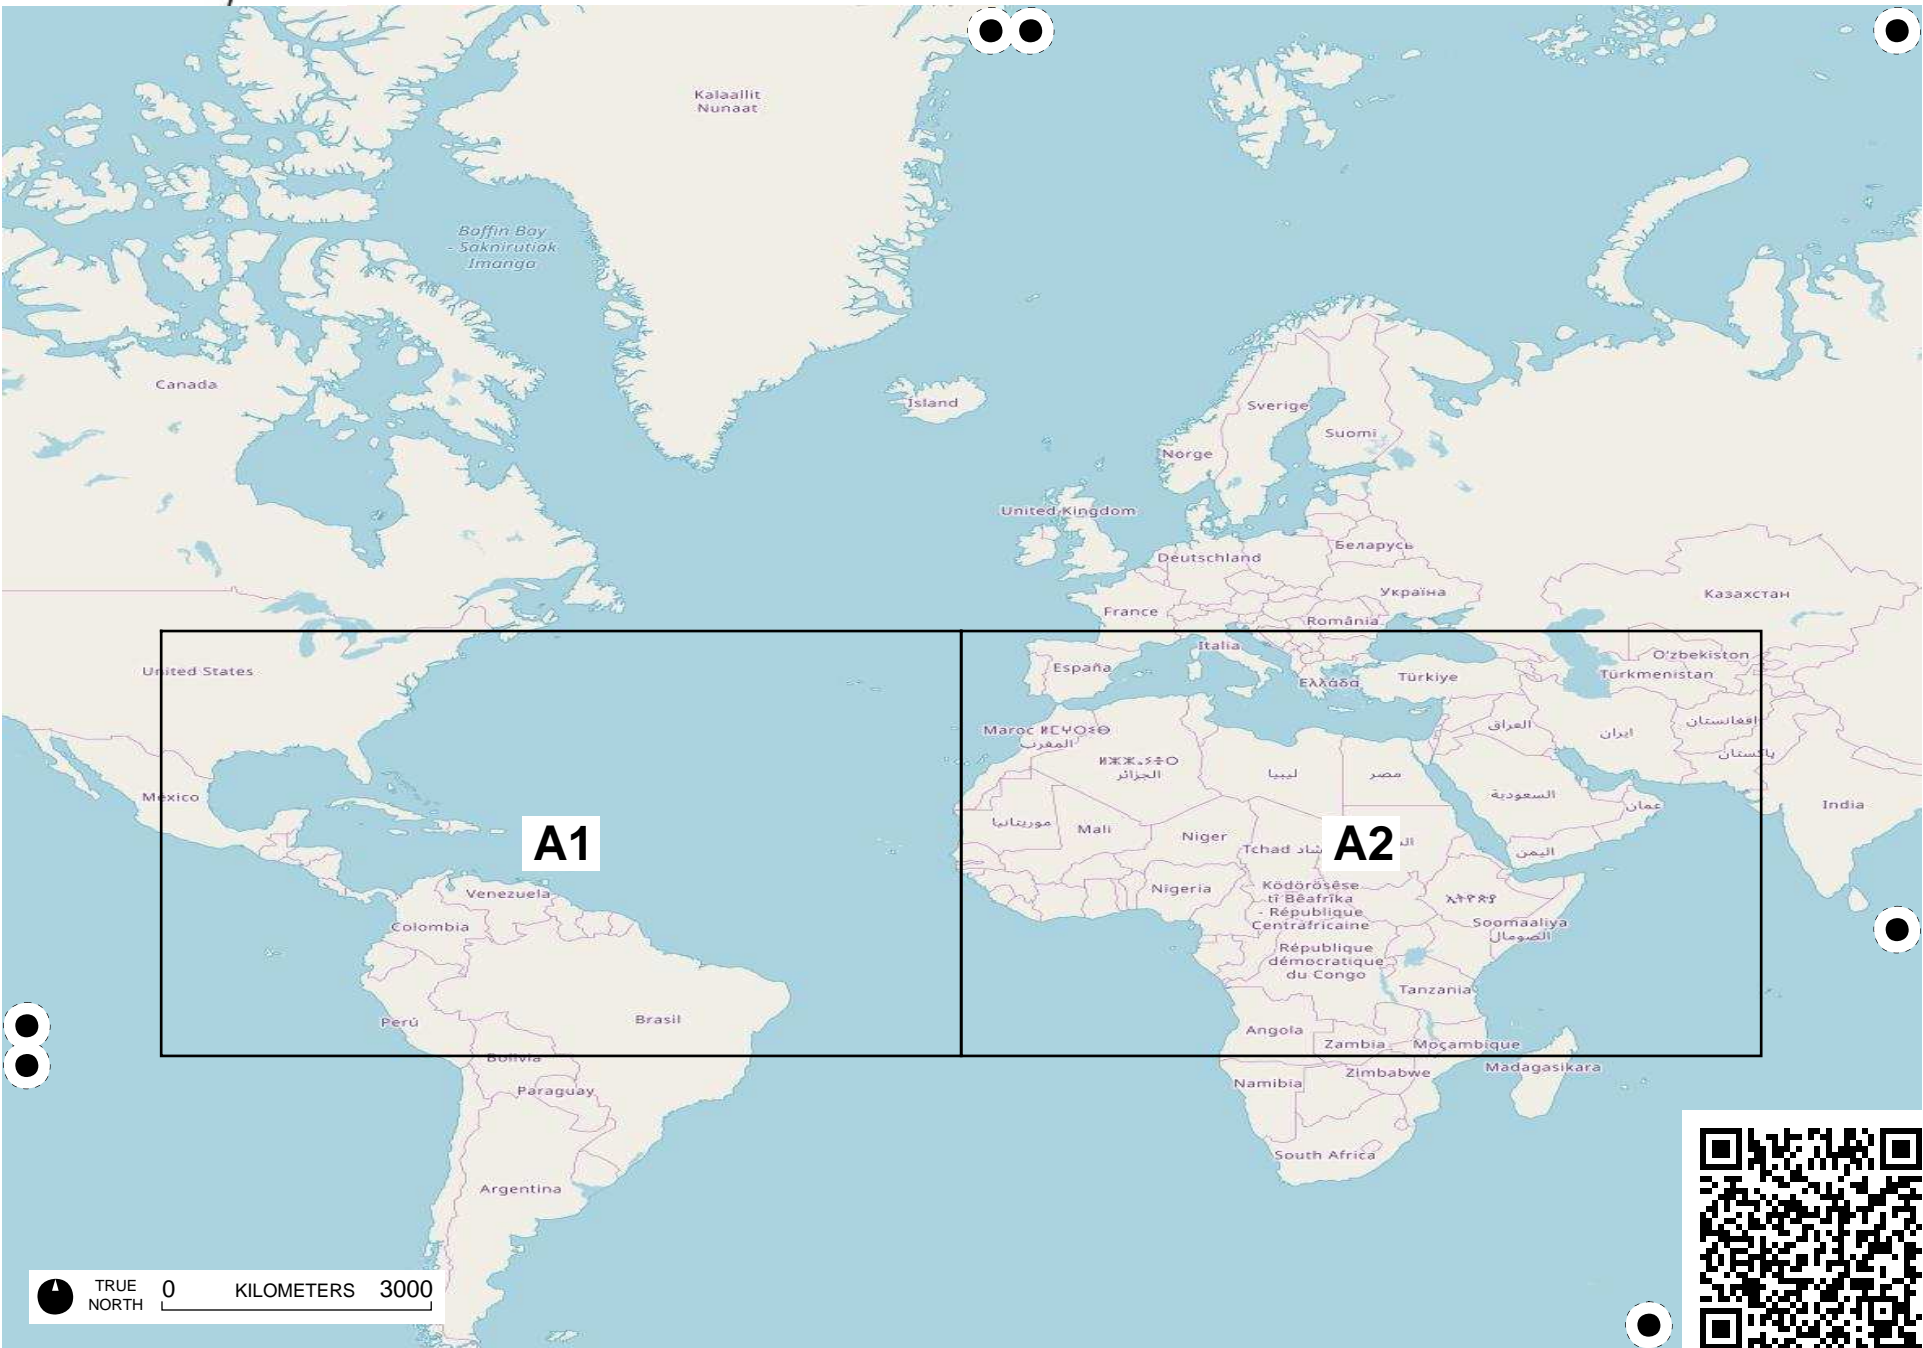 Kalaallit
Nunaat
Baffin Bay
- Saknirutiak
Imanga
Canada
Ísland
Sverige
Suomi
Norge
United Kingdom
Беларусь
Deutschland
Україна
Казахстан
France
România
Italia
O'zbekiston
España
United States
Türkmenistan
Türkiye
Ελλάδα
افغانستان
العراق
ایران
Maroc ⵍⵎⵖⵔⵉⴱ
المغرب
پاکستان
ⵍⵣⵣⴰⵢⴻⵔ
الجزائر
ليبيا
مصر
México
السعودية
عمان
India
موريتانيا
Mali
Niger
A1
A2
Tchad
اليمن
Venezuela
Nigeria
Ködörösêse
tî Bêafrîka
- République
Centrafricaine
ኢትዮጵያ
Colombia
Soomaaliya
الصومال
République
démocratique
du Congo
Tanzania
Perú
Brasil
Angola
Zambia
Moçambique
Bolivia
Madagasikara
Zimbabwe
Namibia
Paraguay
South Africa
Argentina
TRUE
NORTH
0 KILOMETERS 3000